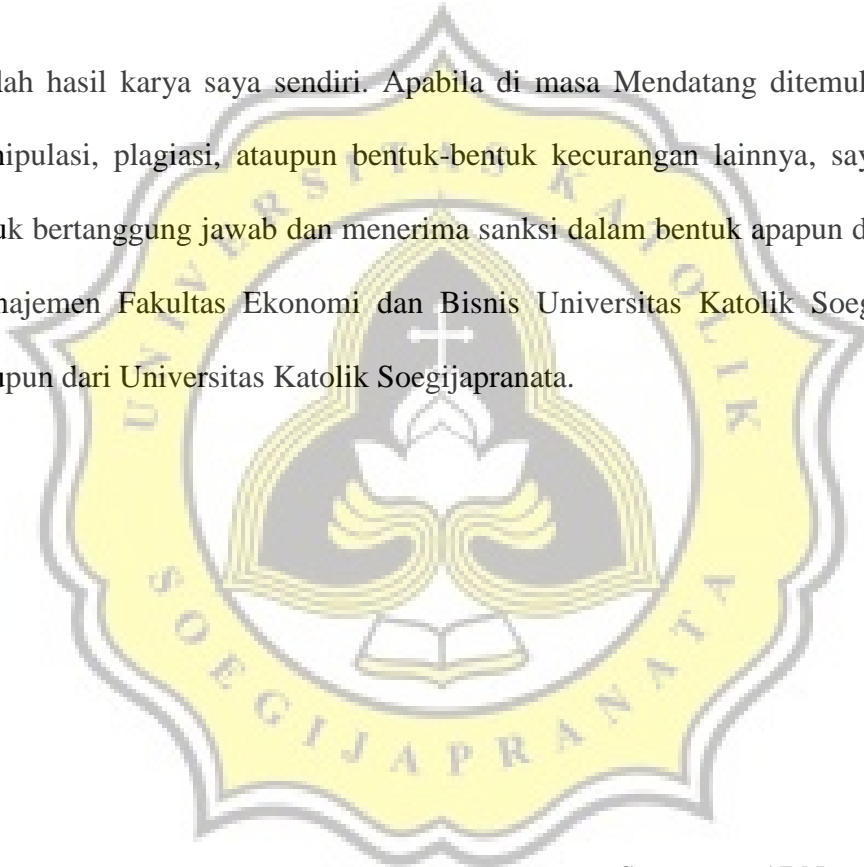 lah hasil karya saya sendiri. Apabila di masa Mendatang ditemuk
nipulasi, plagiasi, ataupun bentuk-bentuk kecurangan lainnya, say
uk bertanggung jawab dan menerima sanksi dalam bentuk apapun d
najemen Fakultas Ekonomi dan Bisnis Universitas Katolik Soeg
upun dari Universitas Katolik Soegijapranata.
UNIVERSITAS KATOLIK
SOEGIJAPRANATA